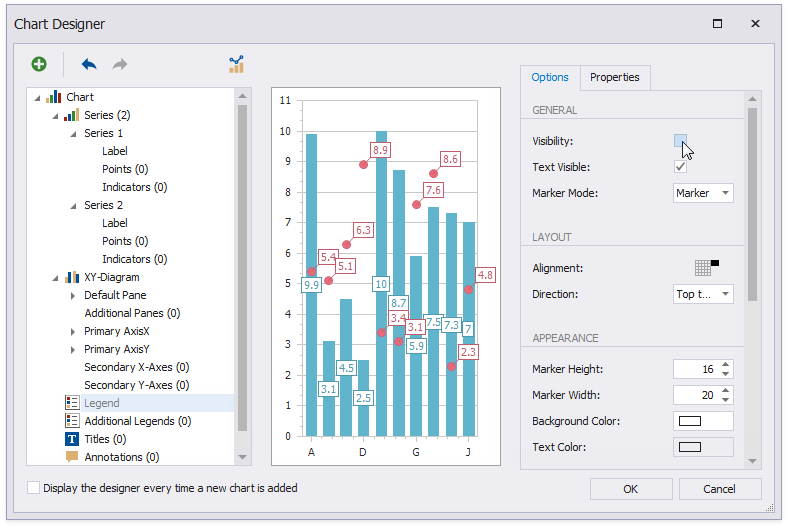 Chart Designer
Chart
Series (2)
Series 1
Label
Points (0)
Indicators (0)
Series 2
Label
Points (0)
Indicators (0)
XY-Diagram
Default Pane
Additional Panes (0)
Primary AxisX
Primary AxisY
Secondary X-Axes (0)
Secondary Y-Axes (0)
Legend
Additional Legends (0)
T Titles (0)
Annotations (0)
11
10
9
8
7
6
5
4
3
2
1
0
A
D
G
J
9.9
3.1
4.5
2.5
10
8.7
5.9
7.5
7.3
7
5.4
5.1
6.3
8.9
3.4
3.1
7.6
8.6
2.3
4.8
Options Properties
GENERAL
Visibility:
Text Visible:
Marker Mode: Marker
LAYOUT
Alignment:
Direction: Top t...
APPEARANCE
Marker Height: 16
Marker Width: 20
Background Color:
Text Color:
Display the designer every time a new chart is added
OK Cancel